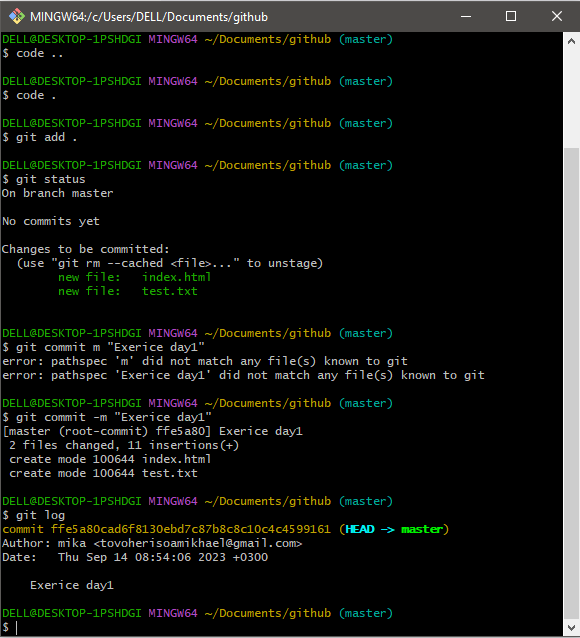 MINGW64:/c/Users/DELL/Documents/github
DELL@DESKTOP-1PSHDGI MINGW64 ~/Documents/github (master)
$ code ..
DELL@DESKTOP-1PSHDGI MINGW64 ~/Documents/github (master)
$ code .
DELL@DESKTOP-1PSHDGI MINGW64 ~/Documents/github (master)
$ git add .
DELL@DESKTOP-1PSHDGI MINGW64 ~/Documents/github (master)
$ git status
On branch master
No commits yet
Changes to be committed:
  (use "git rm --cached <file>..." to unstage)
        new file:   index.html
        new file:   test.txt
DELL@DESKTOP-1PSHDGI MINGW64 ~/Documents/github (master)
$ git commit m "Exerice day1"
error: pathspec 'm' did not match any file(s) known to git
error: pathspec 'Exerice day1' did not match any file(s) known to git
DELL@DESKTOP-1PSHDGI MINGW64 ~/Documents/github (master)
$ git commit -m "Exerice day1"
[master (root-commit) ffe5a80] Exerice day1
 2 files changed, 11 insertions(+)
 create mode 100644 index.html
 create mode 100644 test.txt
DELL@DESKTOP-1PSHDGI MINGW64 ~/Documents/github (master)
$ git log
commit ffe5a80cad6f8130ebd7c87b8c8c10c4c4599161 (HEAD -> master)
Author: mika <tovoherisoamikhael@gmail.com>
Date:   Thu Sep 14 08:54:06 2023 +0300
    Exerice day1
DELL@DESKTOP-1PSHDGI MINGW64 ~/Documents/github (master)
$